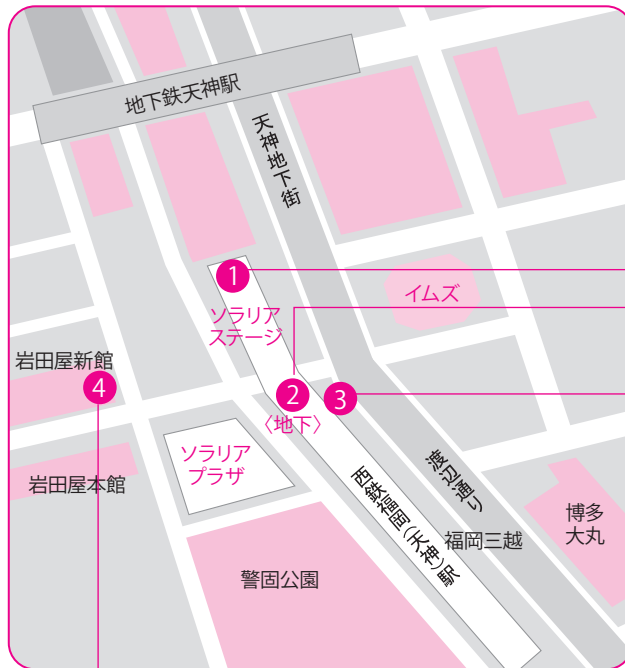 地下鉄天神駅
天神地下街
1
ソラリア
ステージ
イムズ
岩田屋新館
4
2
〈地下〉
3
ソラリア
プラザ
岩田屋本館
西鉄福岡(天神)駅
渡辺通り
福岡三越
博多
大丸
警固公園